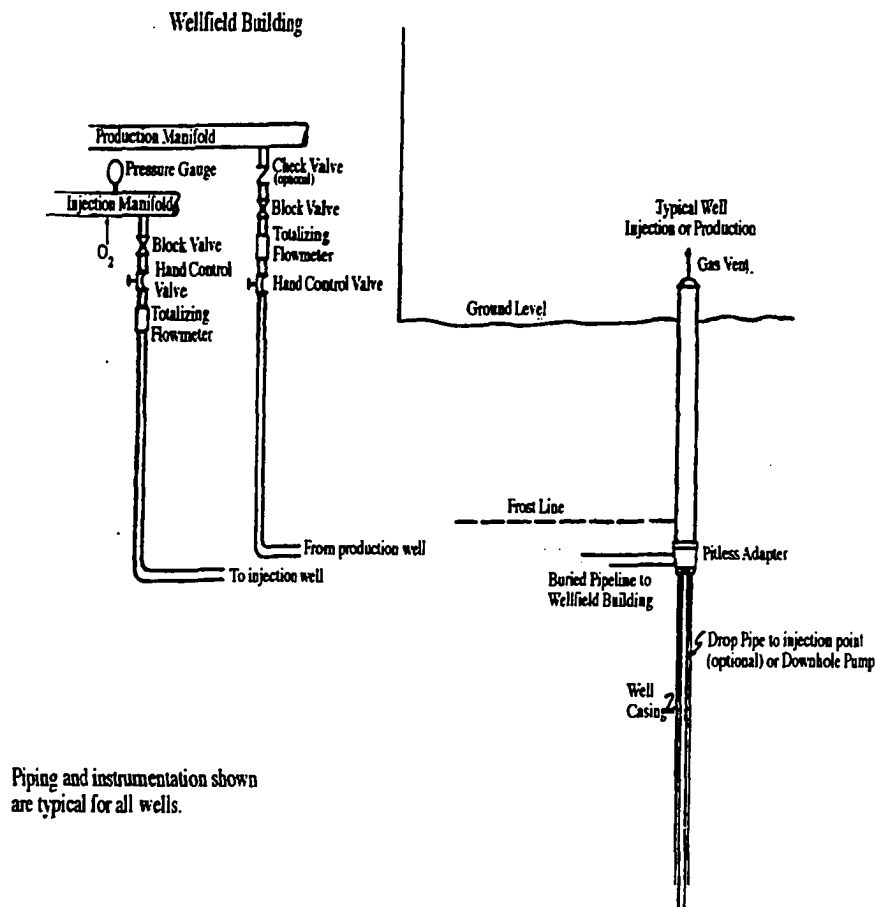 Wellfield Building
Production Manifold
Pressure Gauge
Check Valve
(optional)
Injection Manifold
Block Valve
O2
Block Valve
Totalizing
Flowmeter
Hand Control
Valve
Hand Control Valve
Totalizing
Flowmeter
Typical Well
Injection or Production
Gas Vent
Ground Level
Frost Line
From production well
To injection well
Pitless Adapter
Buried Pipeline to
Wellfield Building
Drop Pipe to injection point
(optional) or Downhole Pump
Well
Casing
Piping and instrumentation shown
are typical for all wells.